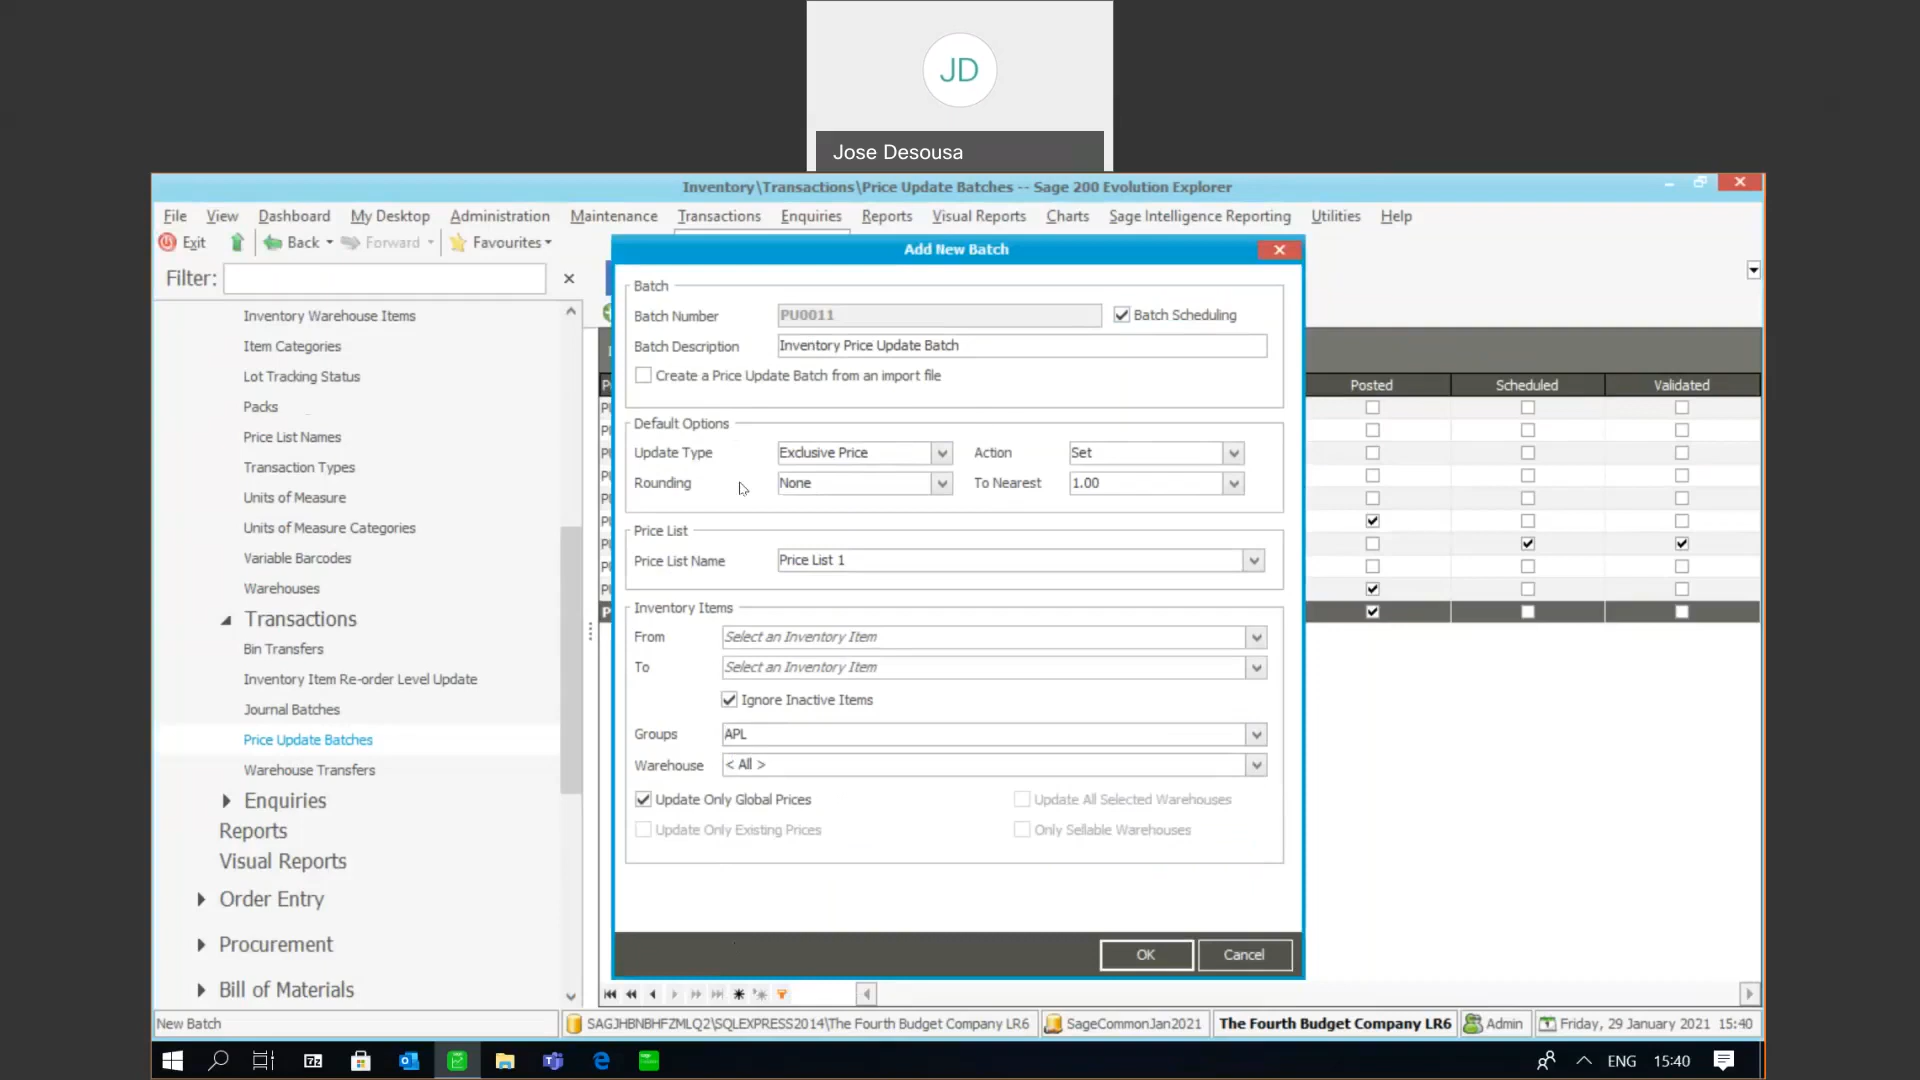 JD
Jose Desousa
Inventory\Transactions\Price Update Batches -- Sage 200 Evolution Explorer
File View Dashboard My Desktop Administration Maintenance Transactions Enquiries Reports Visual Reports Charts Sage Intelligence Reporting Utilities Help
Exit Back Forward Favourites
Filter:
Inventory Warehouse Items
Item Categories
Lot Tracking Status
Packs
Price List Names
Transaction Types
Units of Measure
Units of Measure Categories
Variable Barcodes
Warehouses
Transactions
Bin Transfers
Inventory Item Re-order Level Update
Journal Batches
Price Update Batches
Warehouse Transfers
Enquiries
Reports
Visual Reports
Order Entry
Procurement
Bill of Materials
Add New Batch
Batch
Batch Number PU0011 Batch Scheduling
Batch Description Inventory Price Update Batch
Create a Price Update Batch from an import file
Default Options
Update Type Exclusive Price Action Set
Rounding None To Nearest 1.00
Price List
Price List Name Price List 1
Inventory Items
From Select an Inventory Item
To Select an Inventory Item
Ignore Inactive Items
Groups APL
Warehouse < All >
Update Only Global Prices Update All Selected Warehouses
Update Only Existing Prices Only Sellable Warehouses
OK Cancel
Posted Scheduled Validated
New Batch SAGJHBNBHFZMLQ2\SQLEXPRESS2014\The Fourth Budget Company LR6 SageCommonJan2021 The Fourth Budget Company LR6 Admin Friday, 29 January 2021 15:40
ENG 15:40